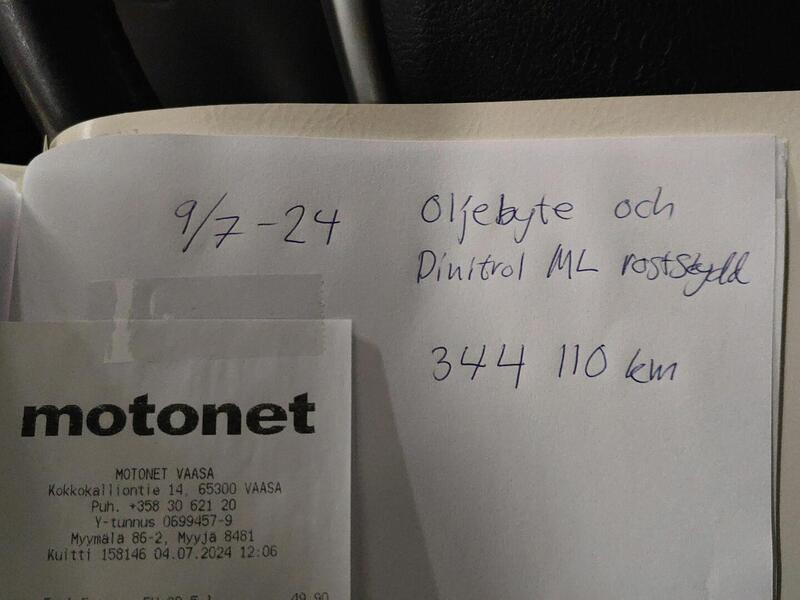 9/7-24
Oljebyte och
Dinitrol ML rostskydd
344 110 km
motonet
MOTONET VAASA
Kokkokalliontie 14, 65300 VAASA
Puh. +358 30 621 20
Y-tunnus 0699457-9
Myymälä 86-2, Myyjä 8481
Kuitti 158146 04.07.2024 12:06
49,90